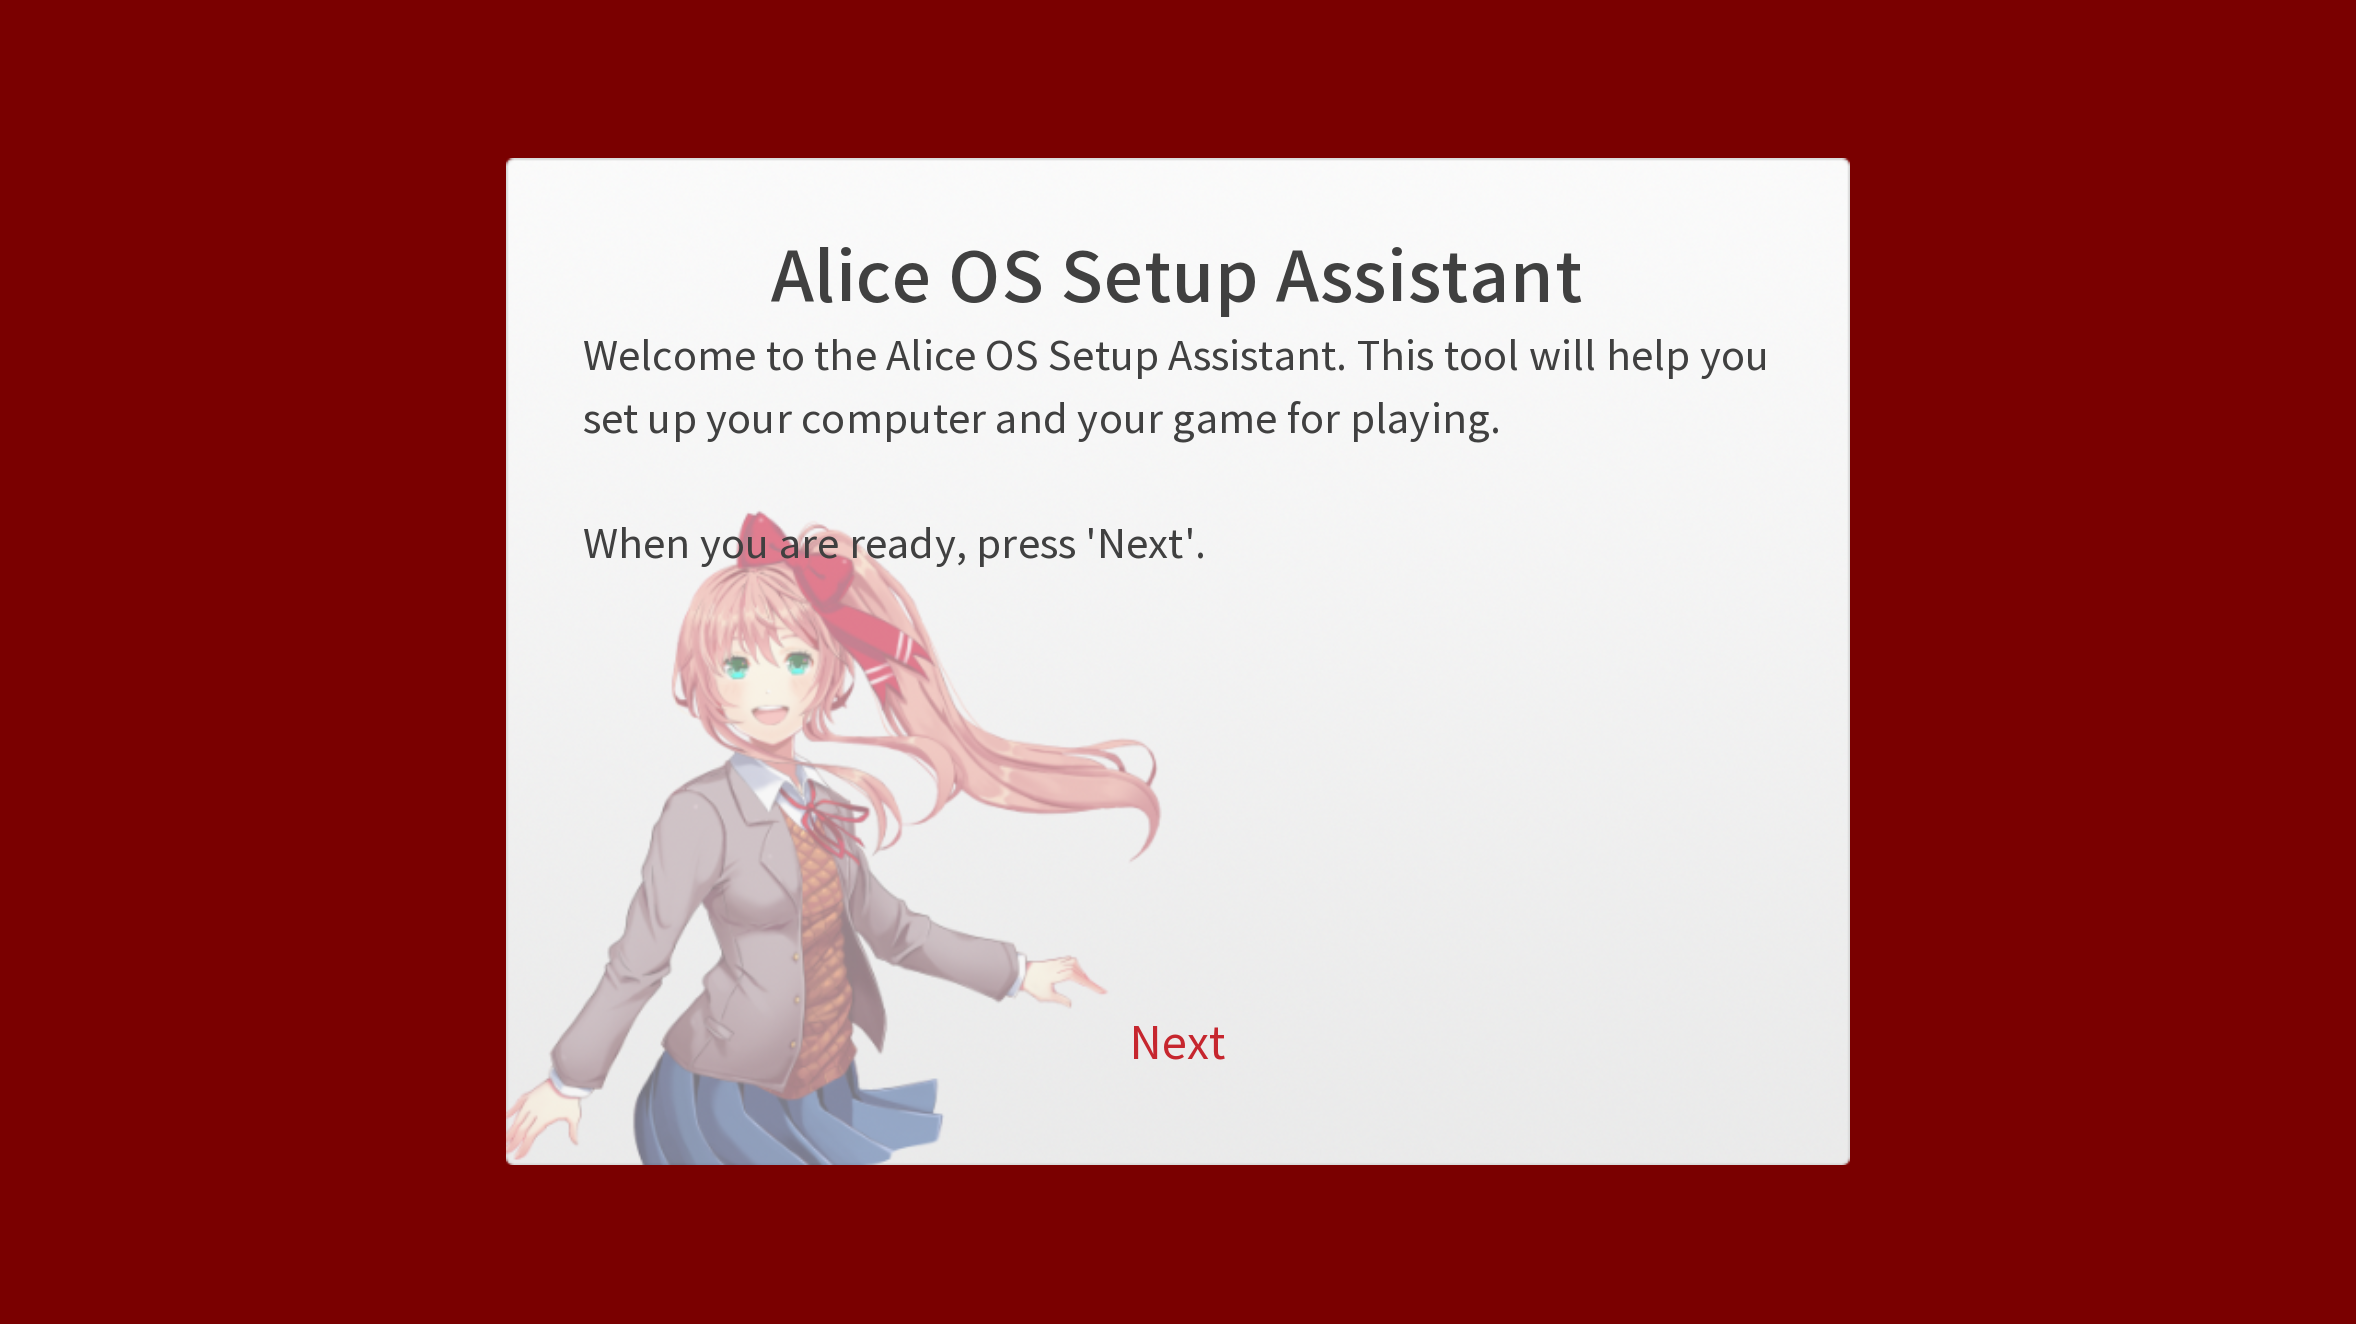 Alice OS Setup Assistant
Welcome to the Alice OS Setup Assistant. This tool will help you
set up your computer and your game for playing.
When you are ready, press 'Next'.
Next